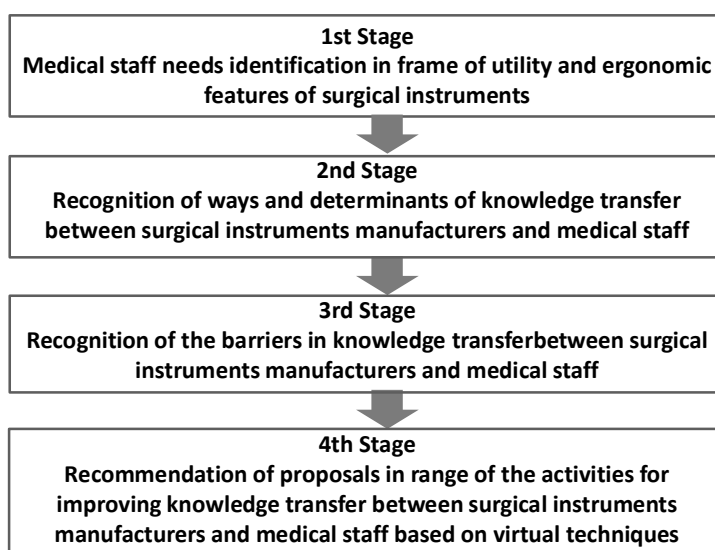 1st Stage
Medical staff needs identification in frame of utility and ergonomic
features of surgical instruments
2nd Stage
Recognition of ways and determinants of knowledge transfer
between surgical instruments manufacturers and medical staff
3rd Stage
Recognition of the barriers in knowledge transferbetween surgical
instruments manufacturers and medical staff
4th Stage
Recommendation of proposals in range of the activities for
improving knowledge transfer between surgical instruments
manufacturers and medical staff based on virtual techniques